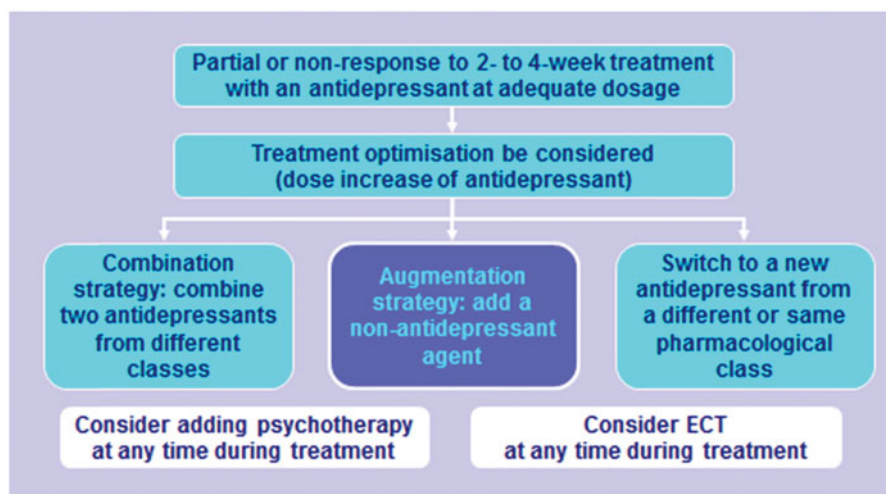 Partial or non-response to 2- to 4-week treatment
with an antidepressant at adequate dosage
Treatment optimisation be considered
(dose increase of antidepressant)
Combination
strategy: combine
two antidepressants
from different
classes
Augmentation
strategy: add a
non-antidepressant
agent
Switch to a new
antidepressant from
a different or same
pharmacological
class
Consider adding psychotherapy
at any time during treatment
Consider ECT
at any time during treatment